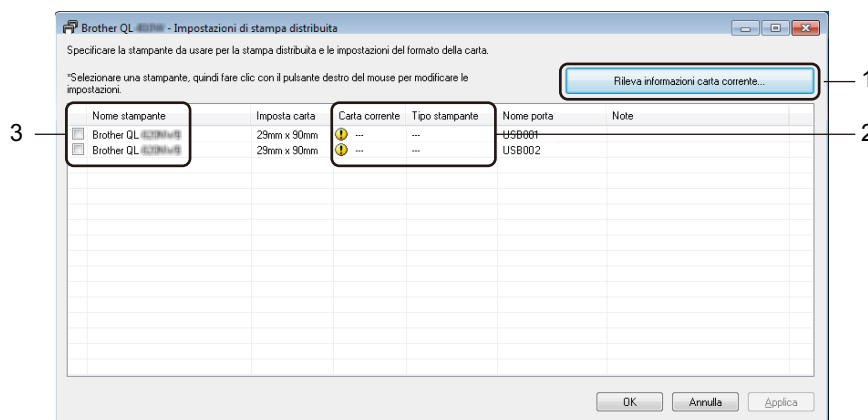 Brother QL - Impostazioni di stampa distribuita
Specificare la stampante da usare per la stampa distribuita e le impostazioni del formato della carta.
*Selezionare una stampante, quindi fare clic con il pulsante destro del mouse per modificare le
impostazioni.
Rileva informazioni carta corrente...
1
Nome stampante Imposta carta Carta corrente Tipo stampante Nome porta Note
3
Brother QL 29mm x 90mm --- --- USB001
2
Brother QL 29mm x 90mm --- --- USB002
OK Annulla Applica